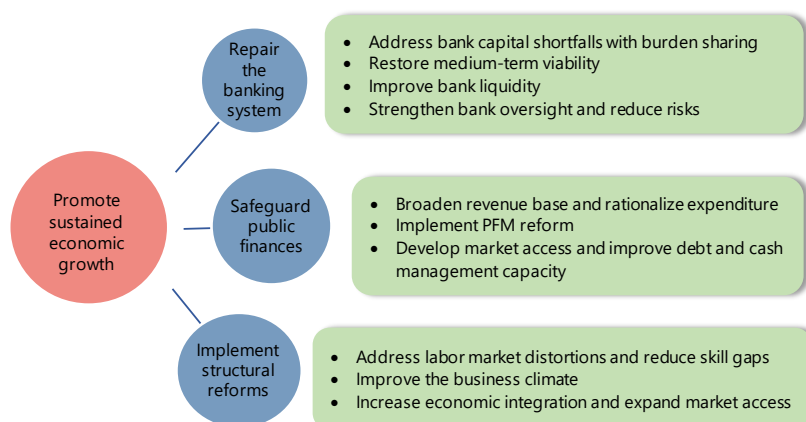 Promote
sustained
economic
growth
Repair
the
banking
system
• Address bank capital shortfalls with burden sharing
• Restore medium-term viability
• Improve bank liquidity
• Strengthen bank oversight and reduce risks
Safeguard
public
finances
• Broaden revenue base and rationalize expenditure
• Implement PFM reform
• Develop market access and improve debt and cash
management capacity
Implement
structural
reforms
• Address labor market distortions and reduce skill gaps
• Improve the business climate
• Increase economic integration and expand market access